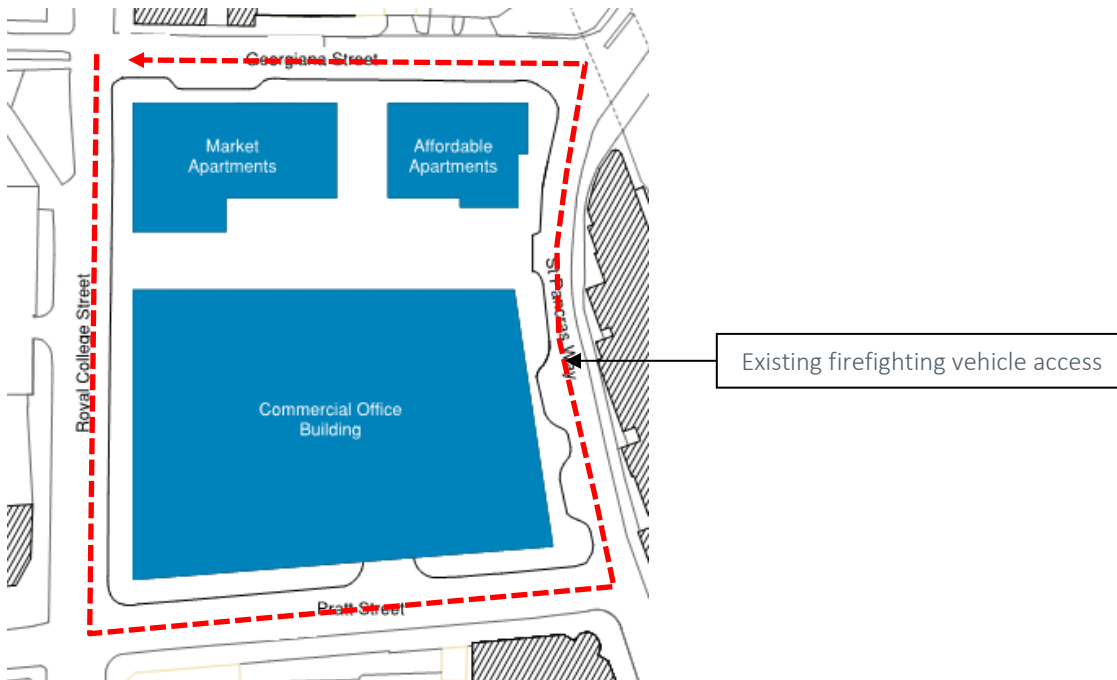 Georgiana Street
Market
Apartments
Affordable
Apartments
St Pancras Way
Royal College Street
Existing firefighting vehicle access
Commercial Office
Building
Pratt Street